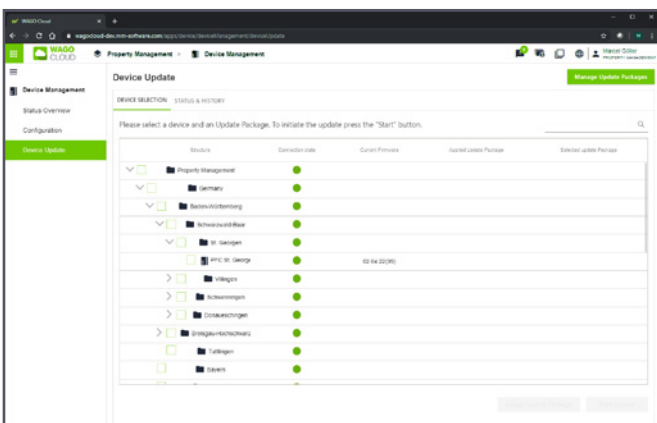 WAGO Cloud
wagocloud-dev.mm-software.com/apps/device/deviceManagement/deviceUpdate
WAGO
CLOUD
Property Management > Device Management
Marcel Göller
PROPERTY MANAGEMENT
Device Update
Manage Update Packages
Device Management
Status Overview
Configuration
Device Update
DEVICE SELECTION STATUS & HISTORY
Please select a device and an Update Package. To initiate the update press the "Start" button.
Structure Connection state Current Firmware Applied Update Package Selected Update Package
Property Management
Germany
Baden-Württemberg
Schwarzwald-Baar
St. Georgen
PFC St. George
Villingen
Schwenningen
Donaueschingen
Breisgau-Hochschwarz
Tuttlingen
Bayern